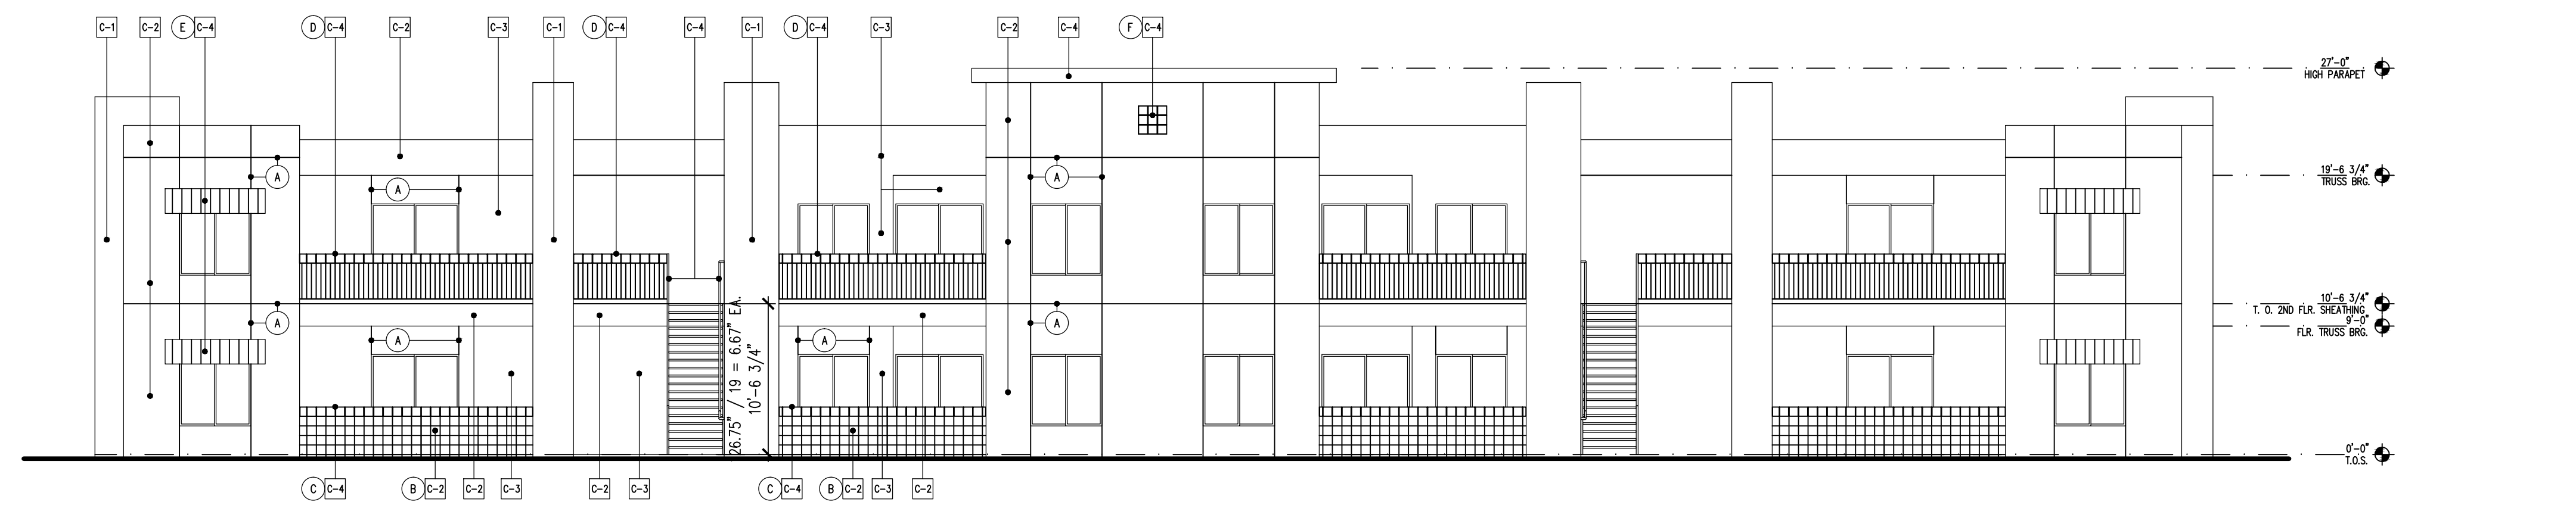 C-1 C-2 E C-4 D C-4 C-2 C-3 C-1 D C-4 C-4 C-1 D C-4 C-3 C-2 C-4 F C-4
27'-0"
HIGH PARAPET
19'-6 3/4"
TRUSS BRG.
A A A A
10'-6 3/4"
T. O. 2ND FLR. SHEATHING
9'-0"
FLR. TRUSS BRG.
A A A A
26.75" / 19 = 6.67" EA.
10'-6 3/4"
0'-0"
T.O.S.
C C-4 B C-2 C-2 C-3 C-2 C-3 C C-4 B C-2 C-3 C-2